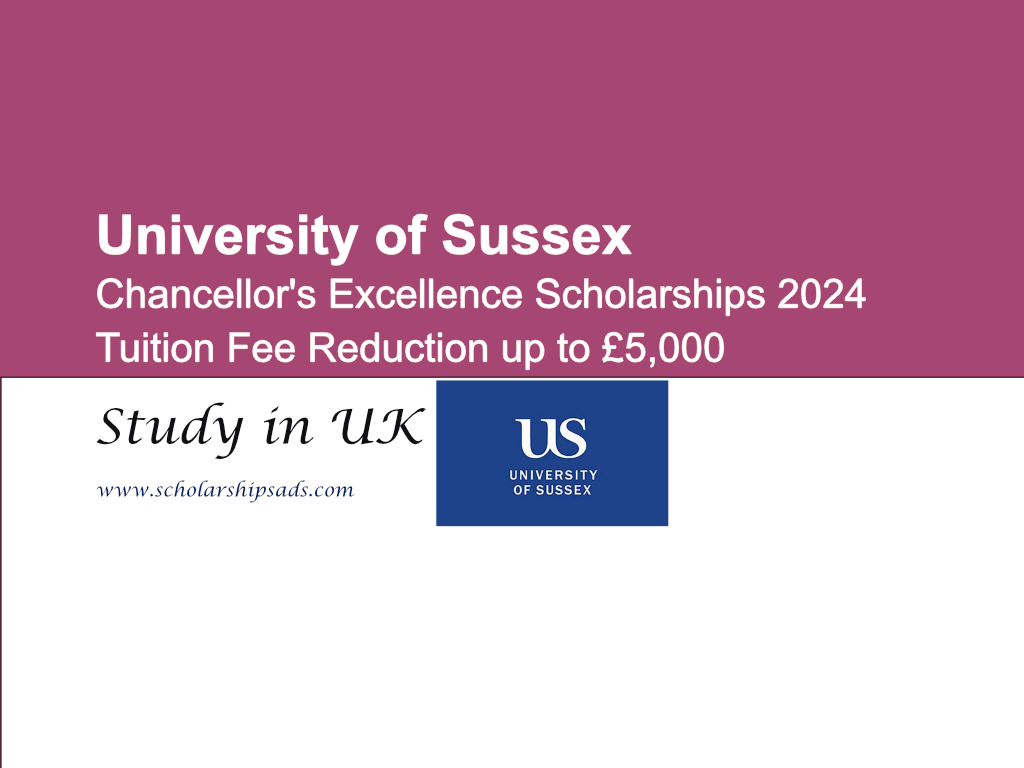 University of Sussex
Chancellor's Excellence Scholarships 2024
Tuition Fee Reduction up to £5,000
Study in UK
www.scholarshipsads.com
US
UNIVERSITY
OF SUSSEX